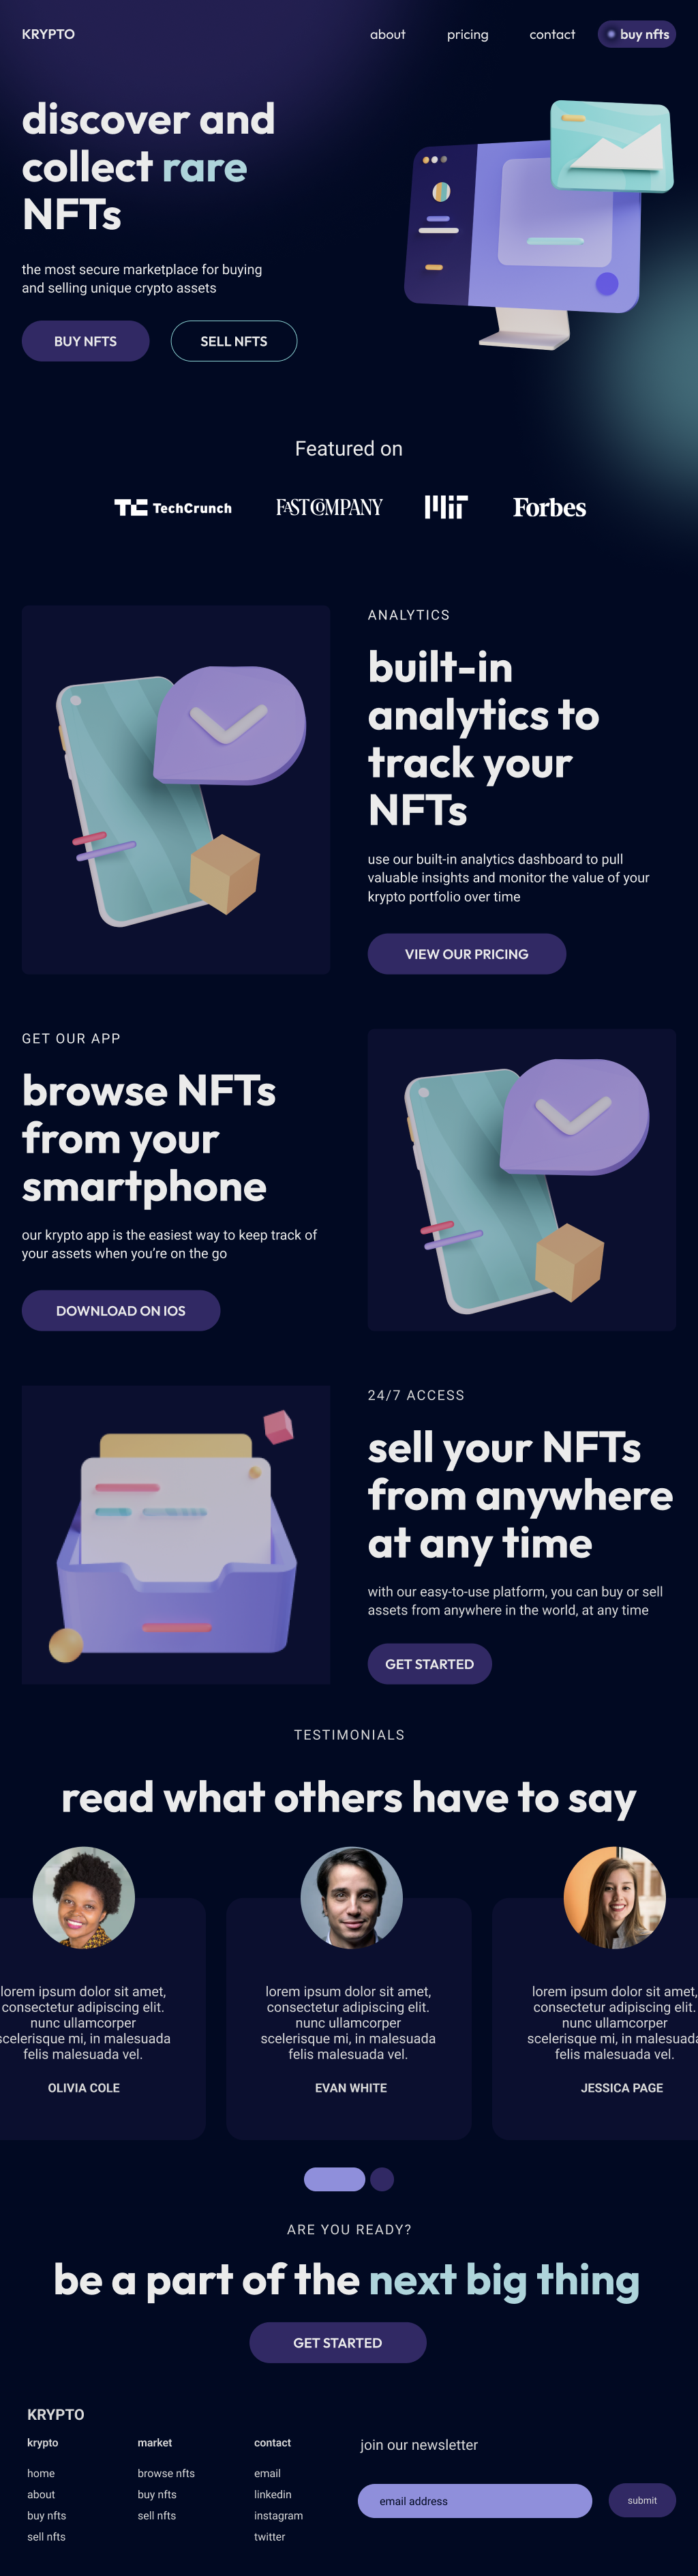 KRYPTO
about
pricing
contact
buy nfts
discover and
collect rare
NFTs
the most secure marketplace for buying
and selling unique crypto assets
BUY NFTS
SELL NFTS
Featured on
TC TechCrunch
FAST COMPANY
MIT
Forbes
ANALYTICS
built-in
analytics to
track your
NFTs
use our built-in analytics dashboard to pull
valuable insights and monitor the value of your
krypto portfolio over time
VIEW OUR PRICING
GET OUR APP
browse NFTs
from your
smartphone
our krypto app is the easiest way to keep track of
your assets when you’re on the go
DOWNLOAD ON IOS
24/7 ACCESS
sell your NFTs
from anywhere
at any time
with our easy-to-use platform, you can buy or sell
assets from anywhere in the world, at any time
GET STARTED
TESTIMONIALS
read what others have to say
lorem ipsum dolor sit amet,
consectetur adipiscing elit.
nunc ullamcorper
scelerisque mi, in malesuada
felis malesuada vel.
OLIVIA COLE
lorem ipsum dolor sit amet,
consectetur adipiscing elit.
nunc ullamcorper
scelerisque mi, in malesuada
felis malesuada vel.
EVAN WHITE
lorem ipsum dolor sit amet,
consectetur adipiscing elit.
nunc ullamcorper
scelerisque mi, in malesuada
felis malesuada vel.
JESSICA PAGE
ARE YOU READY?
be a part of the next big thing
GET STARTED
KRYPTO
krypto
home
about
buy nfts
sell nfts
market
browse nfts
buy nfts
sell nfts
contact
email
linkedin
instagram
twitter
join our newsletter
email address
submit